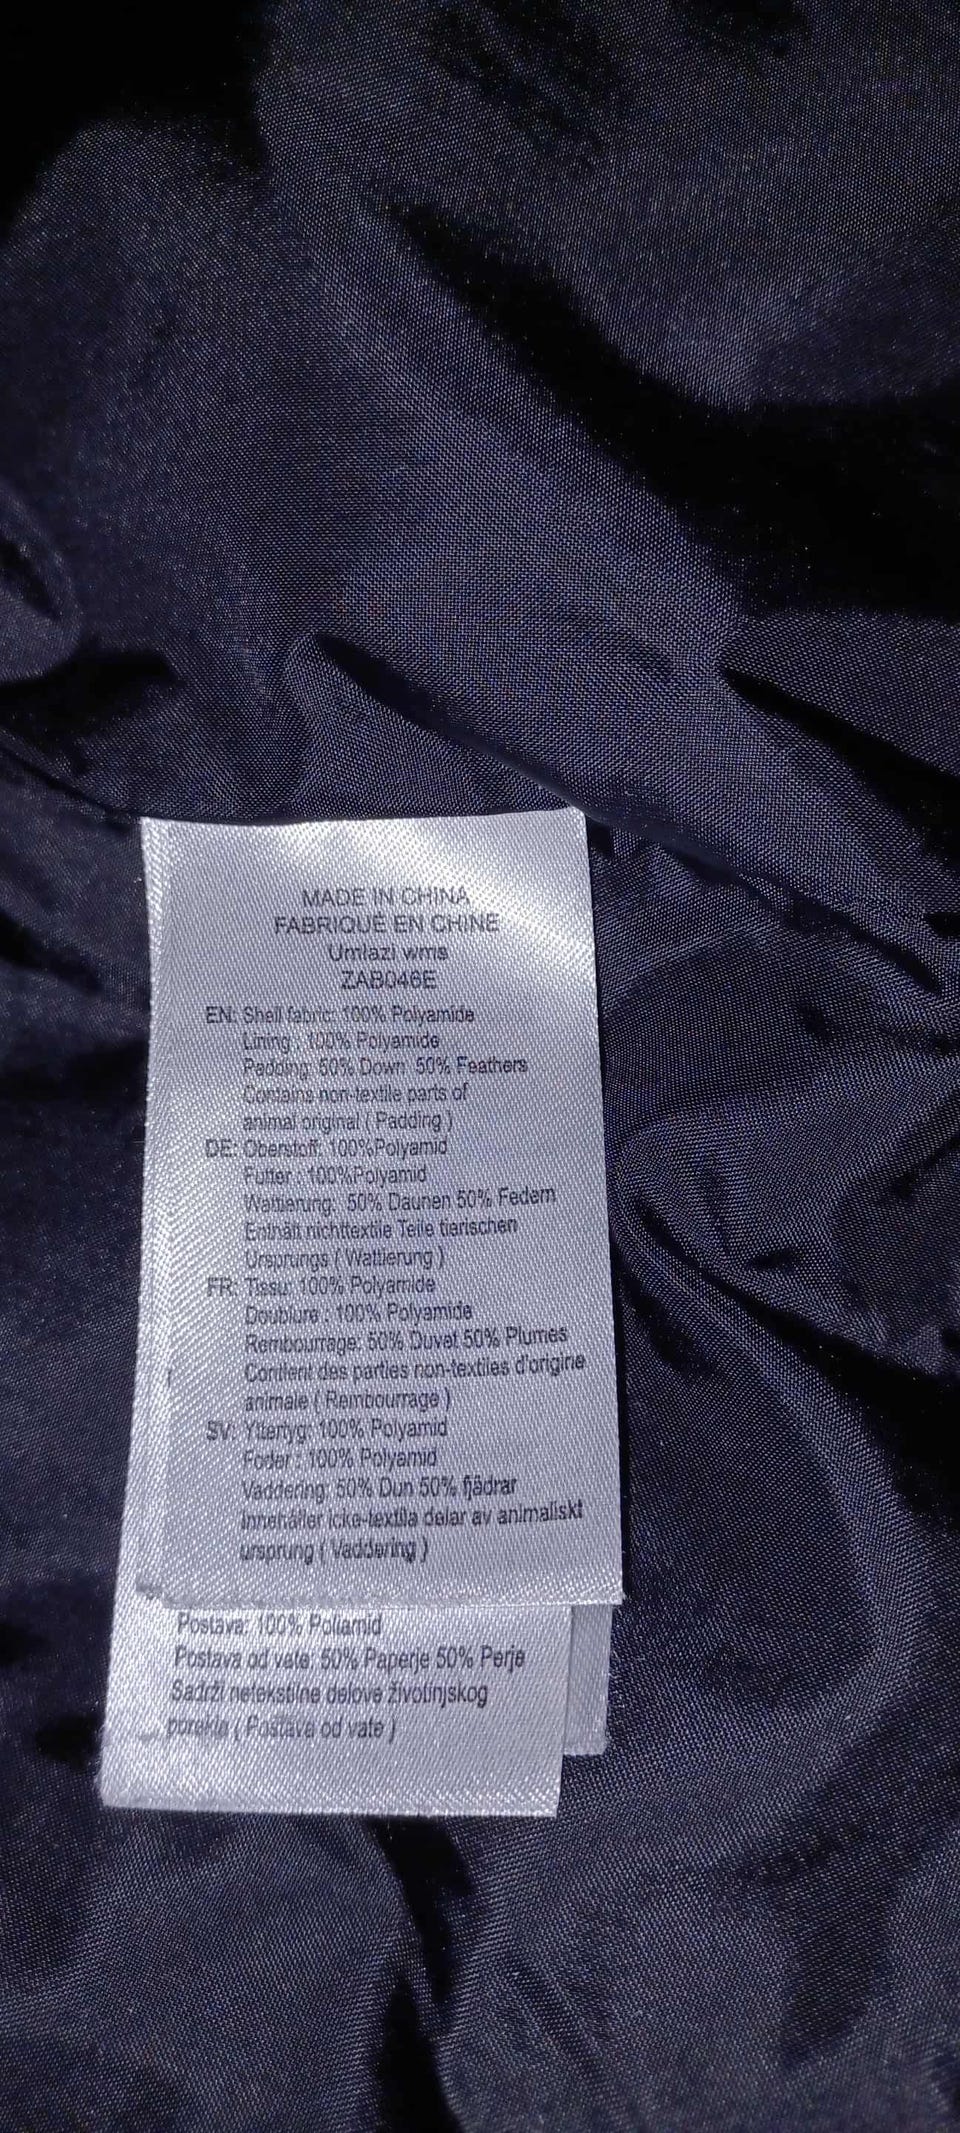 MADE IN CHINA
FABRIQUÉ EN CHINE
Umlazi wms
ZAB046E
EN: Shell fabric: 100% Polyamide
Lining : 100% Polyamide
Padding: 50% Down 50% Feathers
Contains non-textile parts of
animal original ( Padding )
DE: Oberstoff: 100%Polyamid
Futter : 100%Polyamid
Wattierung: 50% Daunen 50% Federn
Enthält nichttextile Teile tierischen
Ursprungs ( Wattierung )
FR: Tissu: 100% Polyamide
Doublure : 100% Polyamide
Rembourrage: 50% Duvat 50% Plumes
Contient des parties non-textiles d'origine
animale ( Rembourrage )
SV: Yttertyg: 100% Polyamid
Foder : 100% Polyamid
Vaddering: 50% Dun 50% fjädrar
Innehåller icke-textila delar av animaliskt
ursprung ( Vaddering )
Postava: 100% Poliamid
Postava od vate: 50% Paperje 50% Perje
Sadrži netekstilne delove životinjskog
porekla ( Postava od vate )